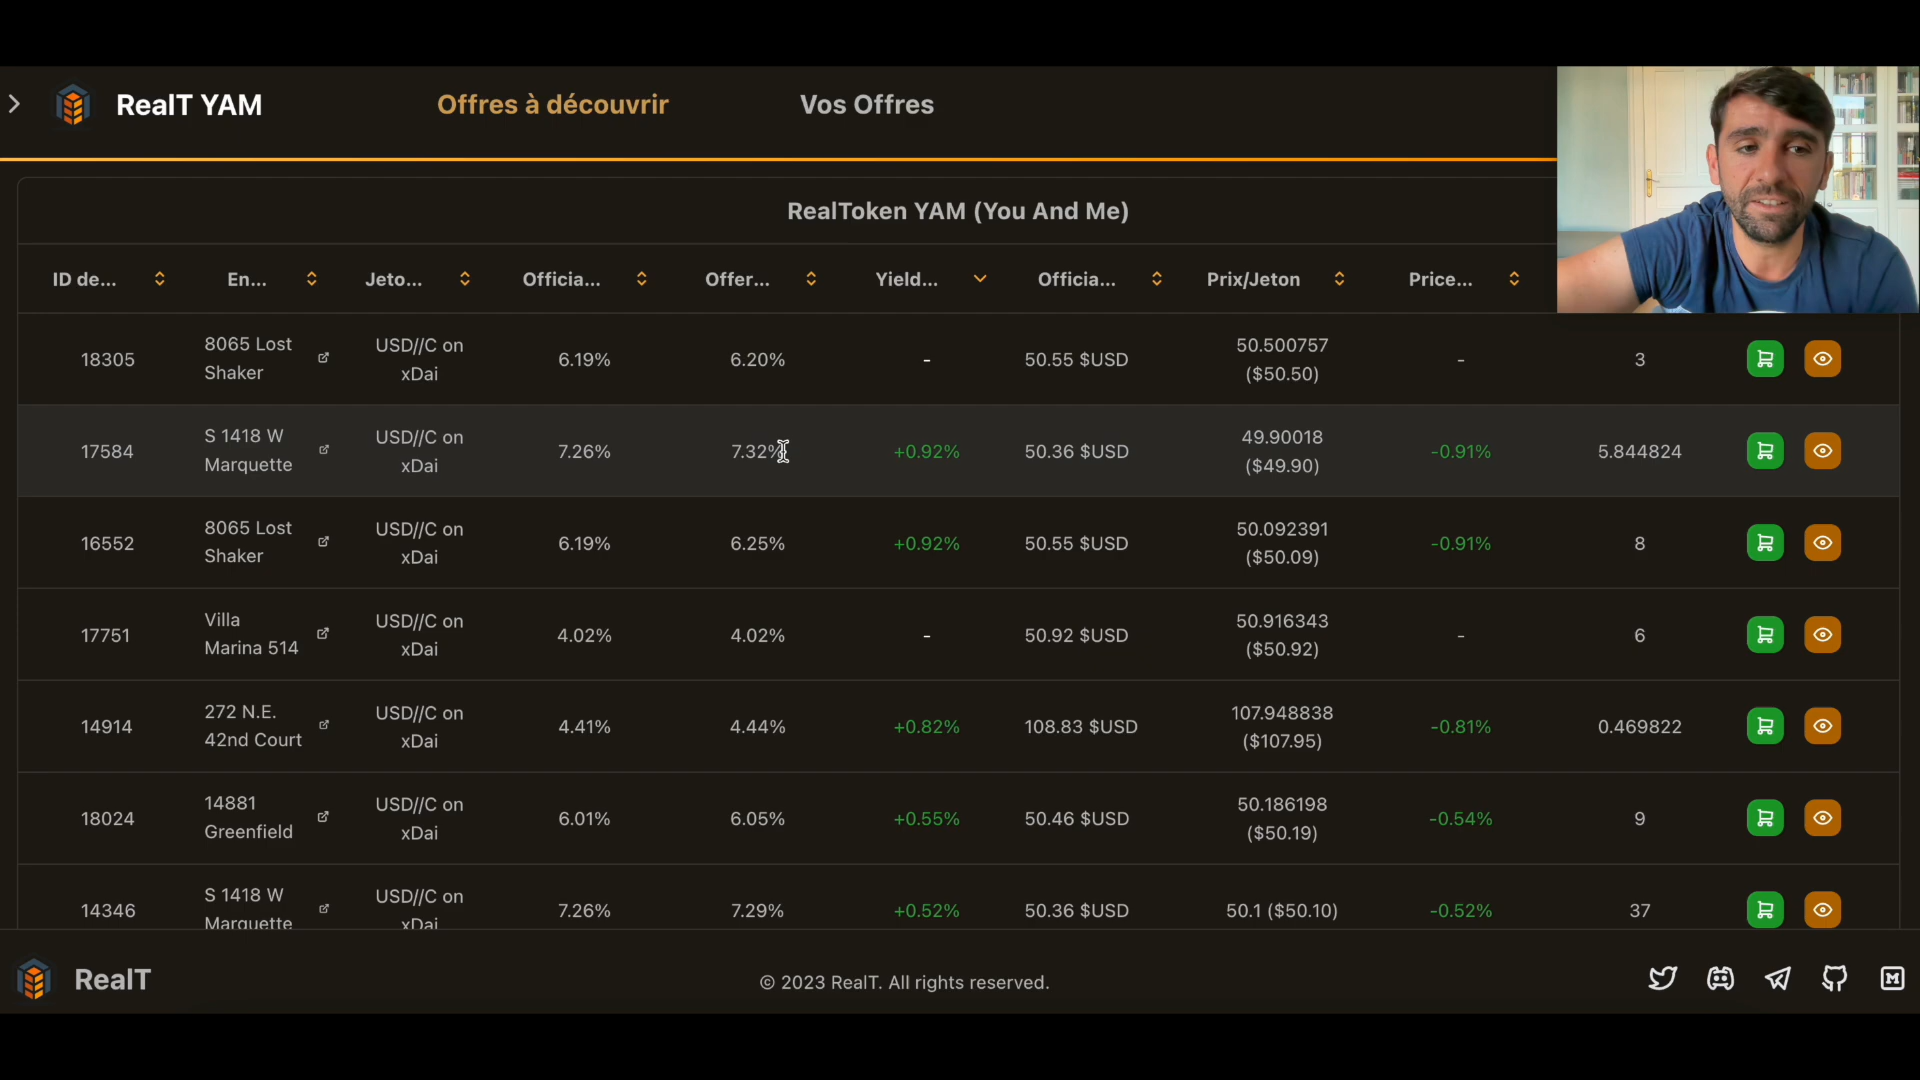 RealT YAM
Offres à découvrir
Vos Offres
RealToken YAM (You And Me)
ID de... En... Jeto... Officia... Offer... Yield... Officia... Prix/Jeton Price...
18305 8065 Lost Shaker USD//C on xDai 6.19% 6.20% - 50.55 $USD 50.500757 ($50.50) - 3
17584 S 1418 W Marquette USD//C on xDai 7.26% 7.32% +0.92% 50.36 $USD 49.90018 ($49.90) -0.91% 5.844824
16552 8065 Lost Shaker USD//C on xDai 6.19% 6.25% +0.92% 50.55 $USD 50.092391 ($50.09) -0.91% 8
17751 Villa Marina 514 USD//C on xDai 4.02% 4.02% - 50.92 $USD 50.916343 ($50.92) - 6
14914 272 N.E. 42nd Court USD//C on xDai 4.41% 4.44% +0.82% 108.83 $USD 107.948838 ($107.95) -0.81% 0.469822
18024 14881 Greenfield USD//C on xDai 6.01% 6.05% +0.55% 50.46 $USD 50.186198 ($50.19) -0.54% 9
14346 S 1418 W Marquette USD//C on xDai 7.26% 7.29% +0.52% 50.36 $USD 50.1 ($50.10) -0.52% 37
RealT
© 2023 RealT. All rights reserved.